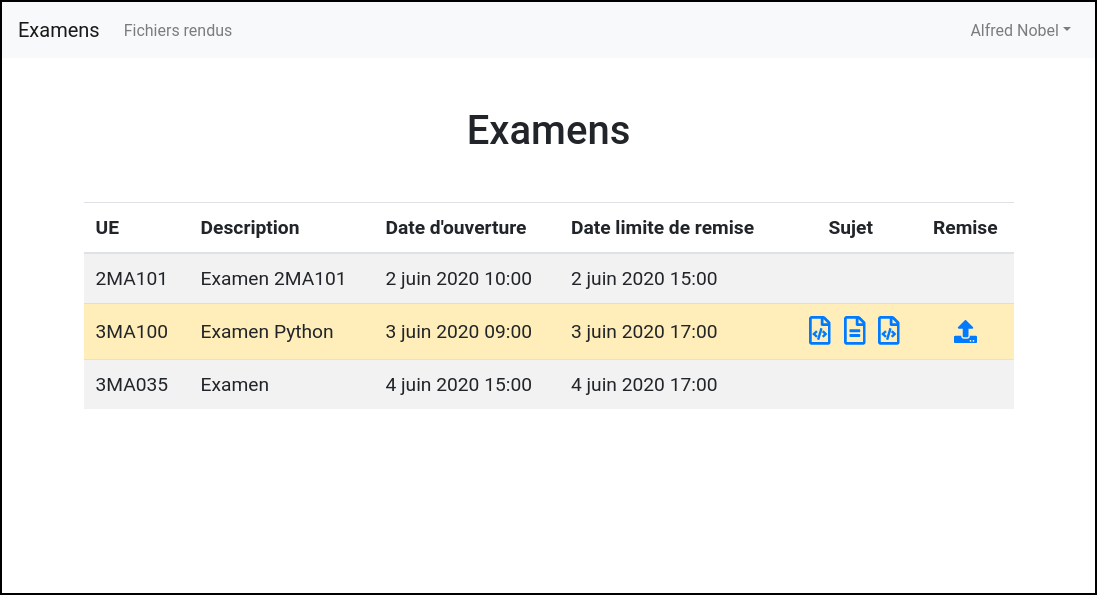 Examens Fichiers rendus Alfred Nobel
Examens
UE Description Date d'ouverture Date limite de remise Sujet Remise
2MA101 Examen 2MA101 2 juin 2020 10:00 2 juin 2020 15:00
3MA100 Examen Python 3 juin 2020 09:00 3 juin 2020 17:00
3MA035 Examen 4 juin 2020 15:00 4 juin 2020 17:00